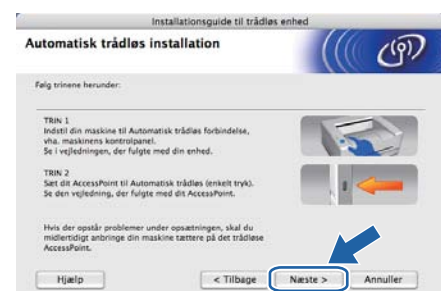 Installationsguide til trådløs enhed
Automatisk trådløs installation
Følg trinene herunder:
TRIN 1
Indstil din maskine til Automatisk trådløs forbindelse,
vha. maskinens kontrolpanel.
Se i vejledningen, der fulgte med din enhed.
TRIN 2
Sæt dit AccessPoint til Automatisk trådløs (enkelt tryk).
Se den vejledning, der fulgte med dit AccessPoint.
Hvis der opstår problemer under opsætningen, skal du
midlertidigt anbringe din maskine tættere på det trådløse
AccessPoint.
Hjælp < Tilbage Næste > Annuller